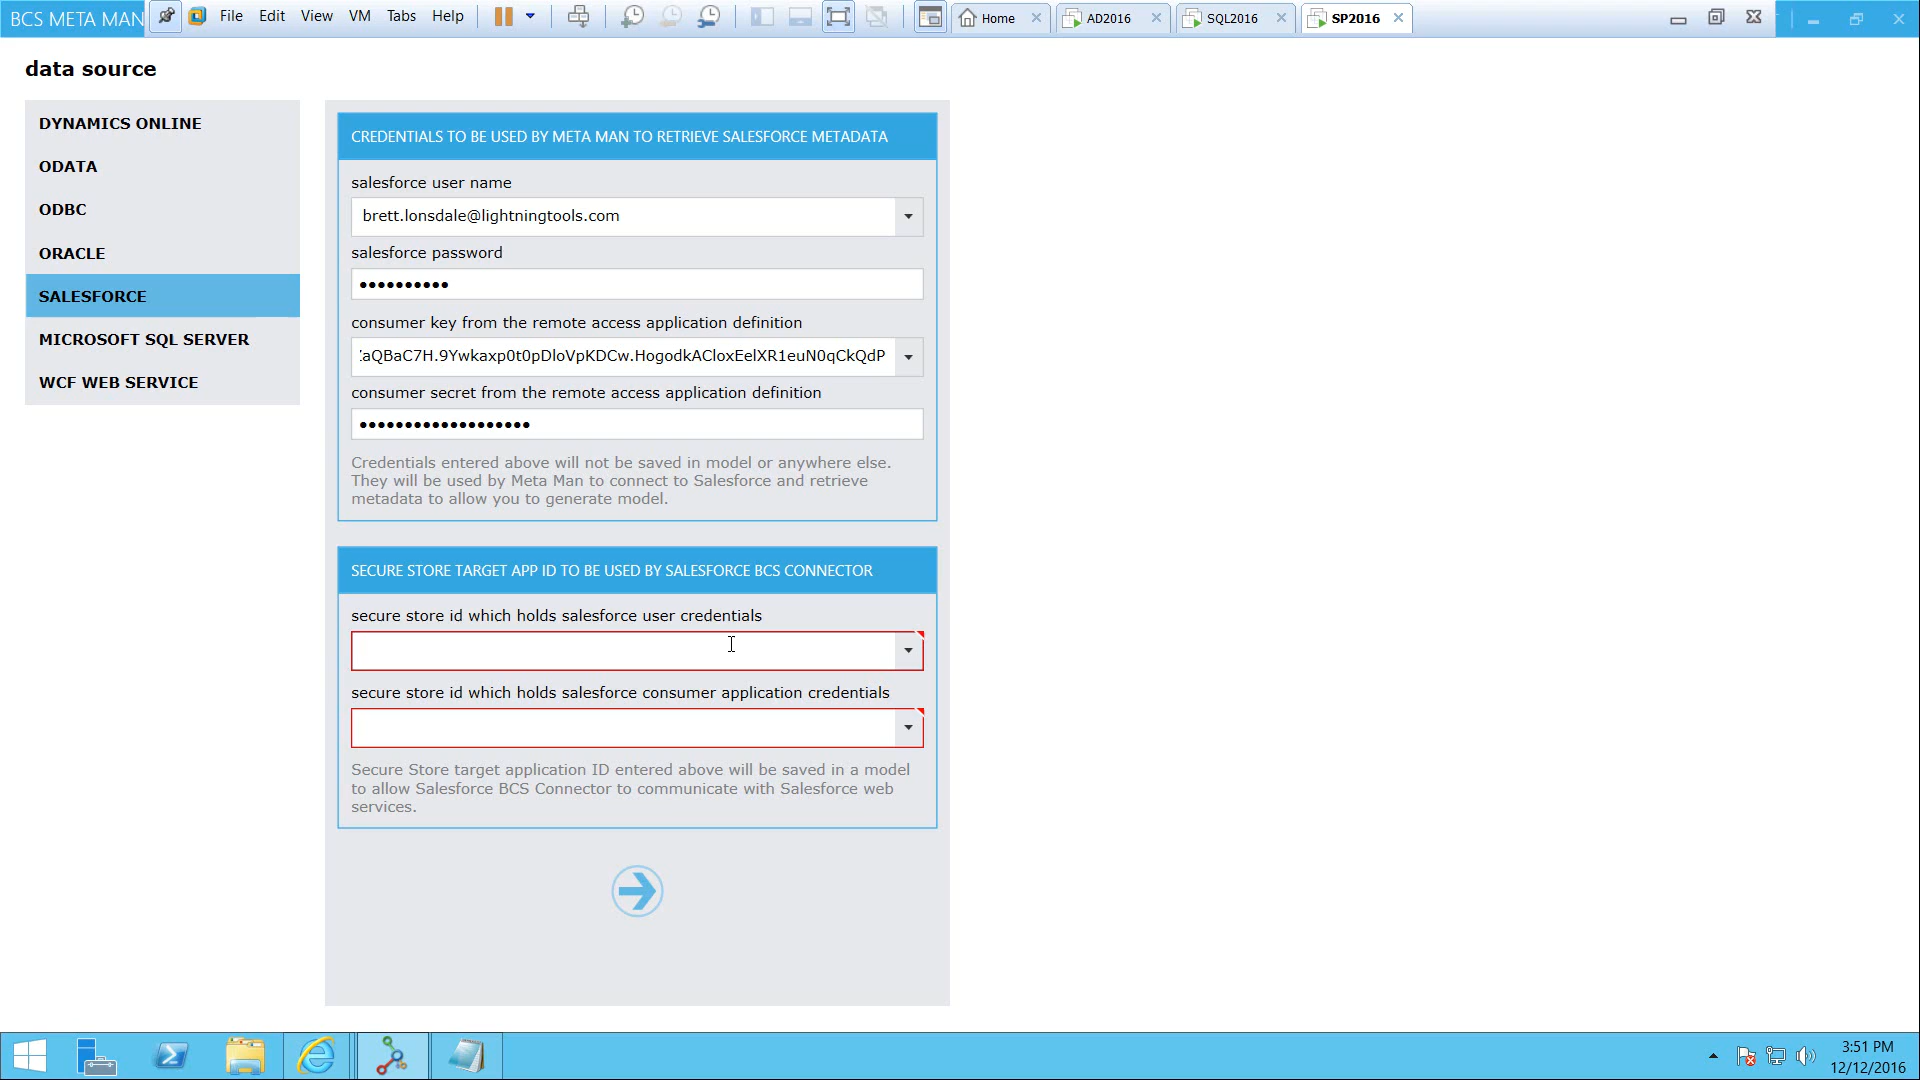 BCS META MAN
File Edit View VM Tabs Help
Home
AD2016
SQL2016
SP2016
data source
DYNAMICS ONLINE
ODATA
ODBC
ORACLE
SALESFORCE
MICROSOFT SQL SERVER
WCF WEB SERVICE
CREDENTIALS TO BE USED BY META MAN TO RETRIEVE SALESFORCE METADATA
salesforce user name
brett.lonsdale@lightningtools.com
salesforce password
••••••••••
consumer key from the remote access application definition
aQBaC7H.9Ywkaxp0t0pDloVpKDCw.HogodkACloxEelXR1euN0qCkQdP
consumer secret from the remote access application definition
•••••••••••••••••••
Credentials entered above will not be saved in model or anywhere else.
They will be used by Meta Man to connect to Salesforce and retrieve
metadata to allow you to generate model.
SECURE STORE TARGET APP ID TO BE USED BY SALESFORCE BCS CONNECTOR
secure store id which holds salesforce user credentials
secure store id which holds salesforce consumer application credentials
Secure Store target application ID entered above will be saved in a model
to allow Salesforce BCS Connector to communicate with Salesforce web
services.
3:51 PM
12/12/2016